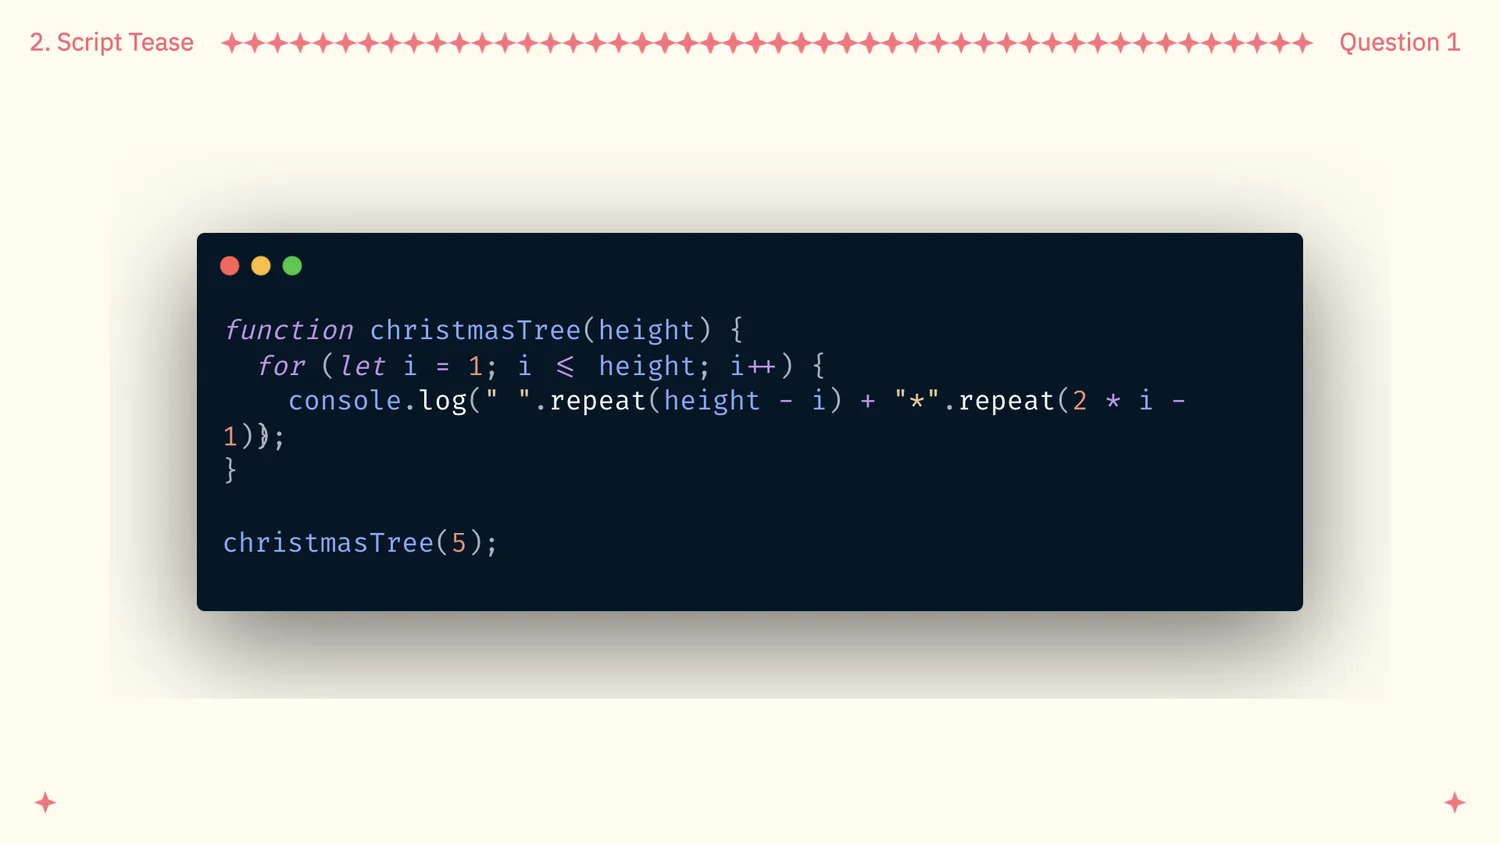 2. Script Tease
Question 1
function christmasTree(height) {
  for (let i = 1; i <= height; i++) {
    console.log(" ".repeat(height - i) + "*".repeat(2 * i -
1));
  }
}

christmasTree(5);